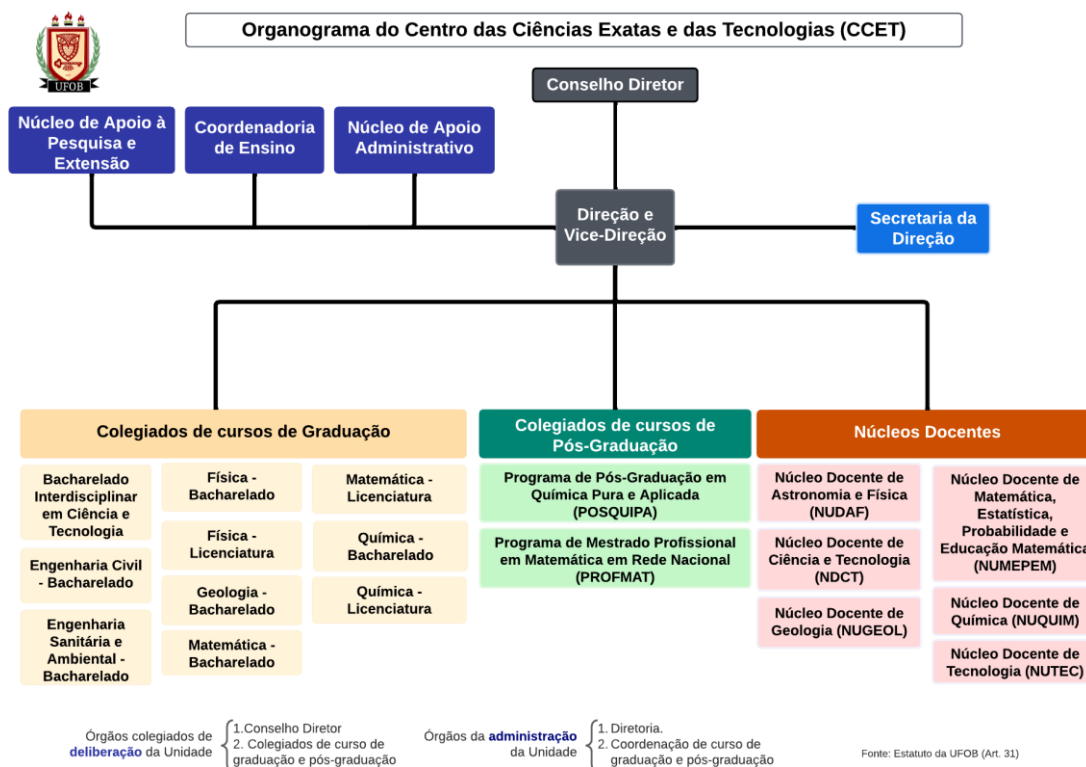 Organograma do Centro das Ciências Exatas e das Tecnologias (CCET)
UFOB
Conselho Diretor
Núcleo de Apoio à
Pesquisa e
Extensão
Coordenadoria
de Ensino
Núcleo de Apoio
Administrativo
Direção e
Vice-Direção
Secretaria da
Direção
Colegiados de cursos de Graduação
Bacharelado
Interdisciplinar
em Ciência e
Tecnologia
Engenharia Civil
- Bacharelado
Engenharia
Sanitária e
Ambiental -
Bacharelado
Física -
Bacharelado
Física -
Licenciatura
Geologia -
Bacharelado
Matemática -
Bacharelado
Matemática -
Licenciatura
Química -
Bacharelado
Química -
Licenciatura
Colegiados de cursos de
Pós-Graduação
Programa de Pós-Graduação em
Química Pura e Aplicada
(POSQUIPA)
Programa de Mestrado Profissional
em Matemática em Rede Nacional
(PROFMAT)
Núcleos Docentes
Núcleo Docente de
Astronomia e Física
(NUDAF)
Núcleo Docente de
Ciência e Tecnologia
(NDCT)
Núcleo Docente de
Geologia (NUGEOL)
Núcleo Docente de
Matemática,
Estatística,
Probabilidade e
Educação Matemática
(NUMEPEM)
Núcleo Docente de
Química (NUQUIM)
Núcleo Docente de
Tecnologia (NUTEC)
Órgãos colegiados de
deliberação da Unidade
1.Conselho Diretor
2. Colegiados de curso de
graduação e pós-graduação
Órgãos da administração
da Unidade
1. Diretoria.
2. Coordenação de curso de
graduação e pós-graduação
Fonte: Estatuto da UFOB (Art. 31)